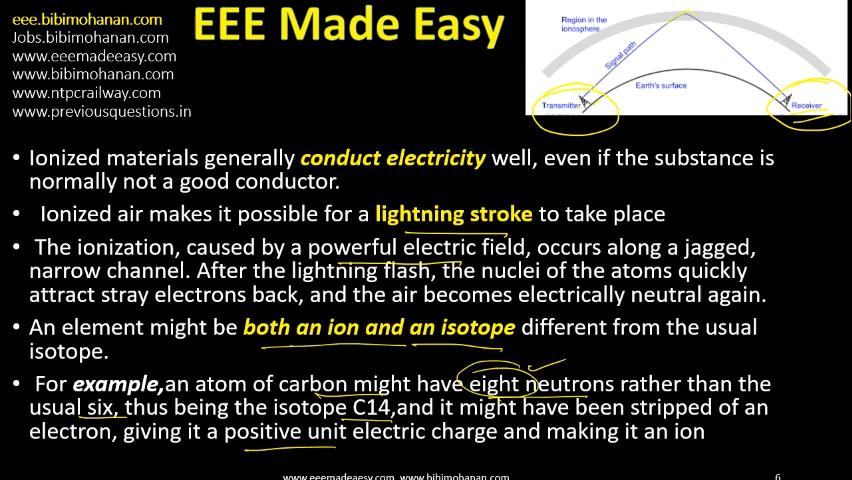 eee.bibimohanan.com
Jobs.bibimohanan.com
www.eeemadeeasy.com
www.bibimohanan.com
www.ntpcrailway.com
www.previousquestions.in
EEE Made Easy
Region in the
ionosphere
Signal path
Earth's surface
Transmitter
Receiver
• Ionized materials generally conduct electricity well, even if the substance is
normally not a good conductor.
• Ionized air makes it possible for a lightning stroke to take place
• The ionization, caused by a powerful electric field, occurs along a jagged,
narrow channel. After the lightning flash, the nuclei of the atoms quickly
attract stray electrons back, and the air becomes electrically neutral again.
• An element might be both an ion and an isotope different from the usual
isotope.
• For example,an atom of carbon might have eight neutrons rather than the
usual six, thus being the isotope C14,and it might have been stripped of an
electron, giving it a positive unit electric charge and making it an ion
www.eeemadeeasy.com www.bibimohanan.com
6